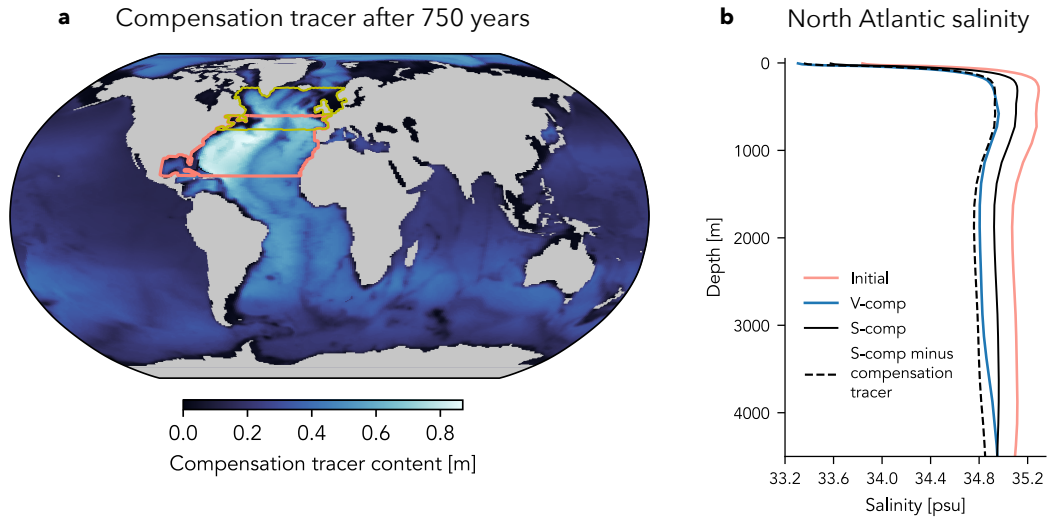 a Compensation tracer after 750 years
0.0 0.2 0.4 0.6 0.8
Compensation tracer content [m]
b North Atlantic salinity
0
1000
2000
3000
4000
Depth [m]
Initial
V-comp
S-comp
S-comp minus
compensation
tracer
33.2 33.6 34.0 34.4 34.8 35.2
Salinity [psu]